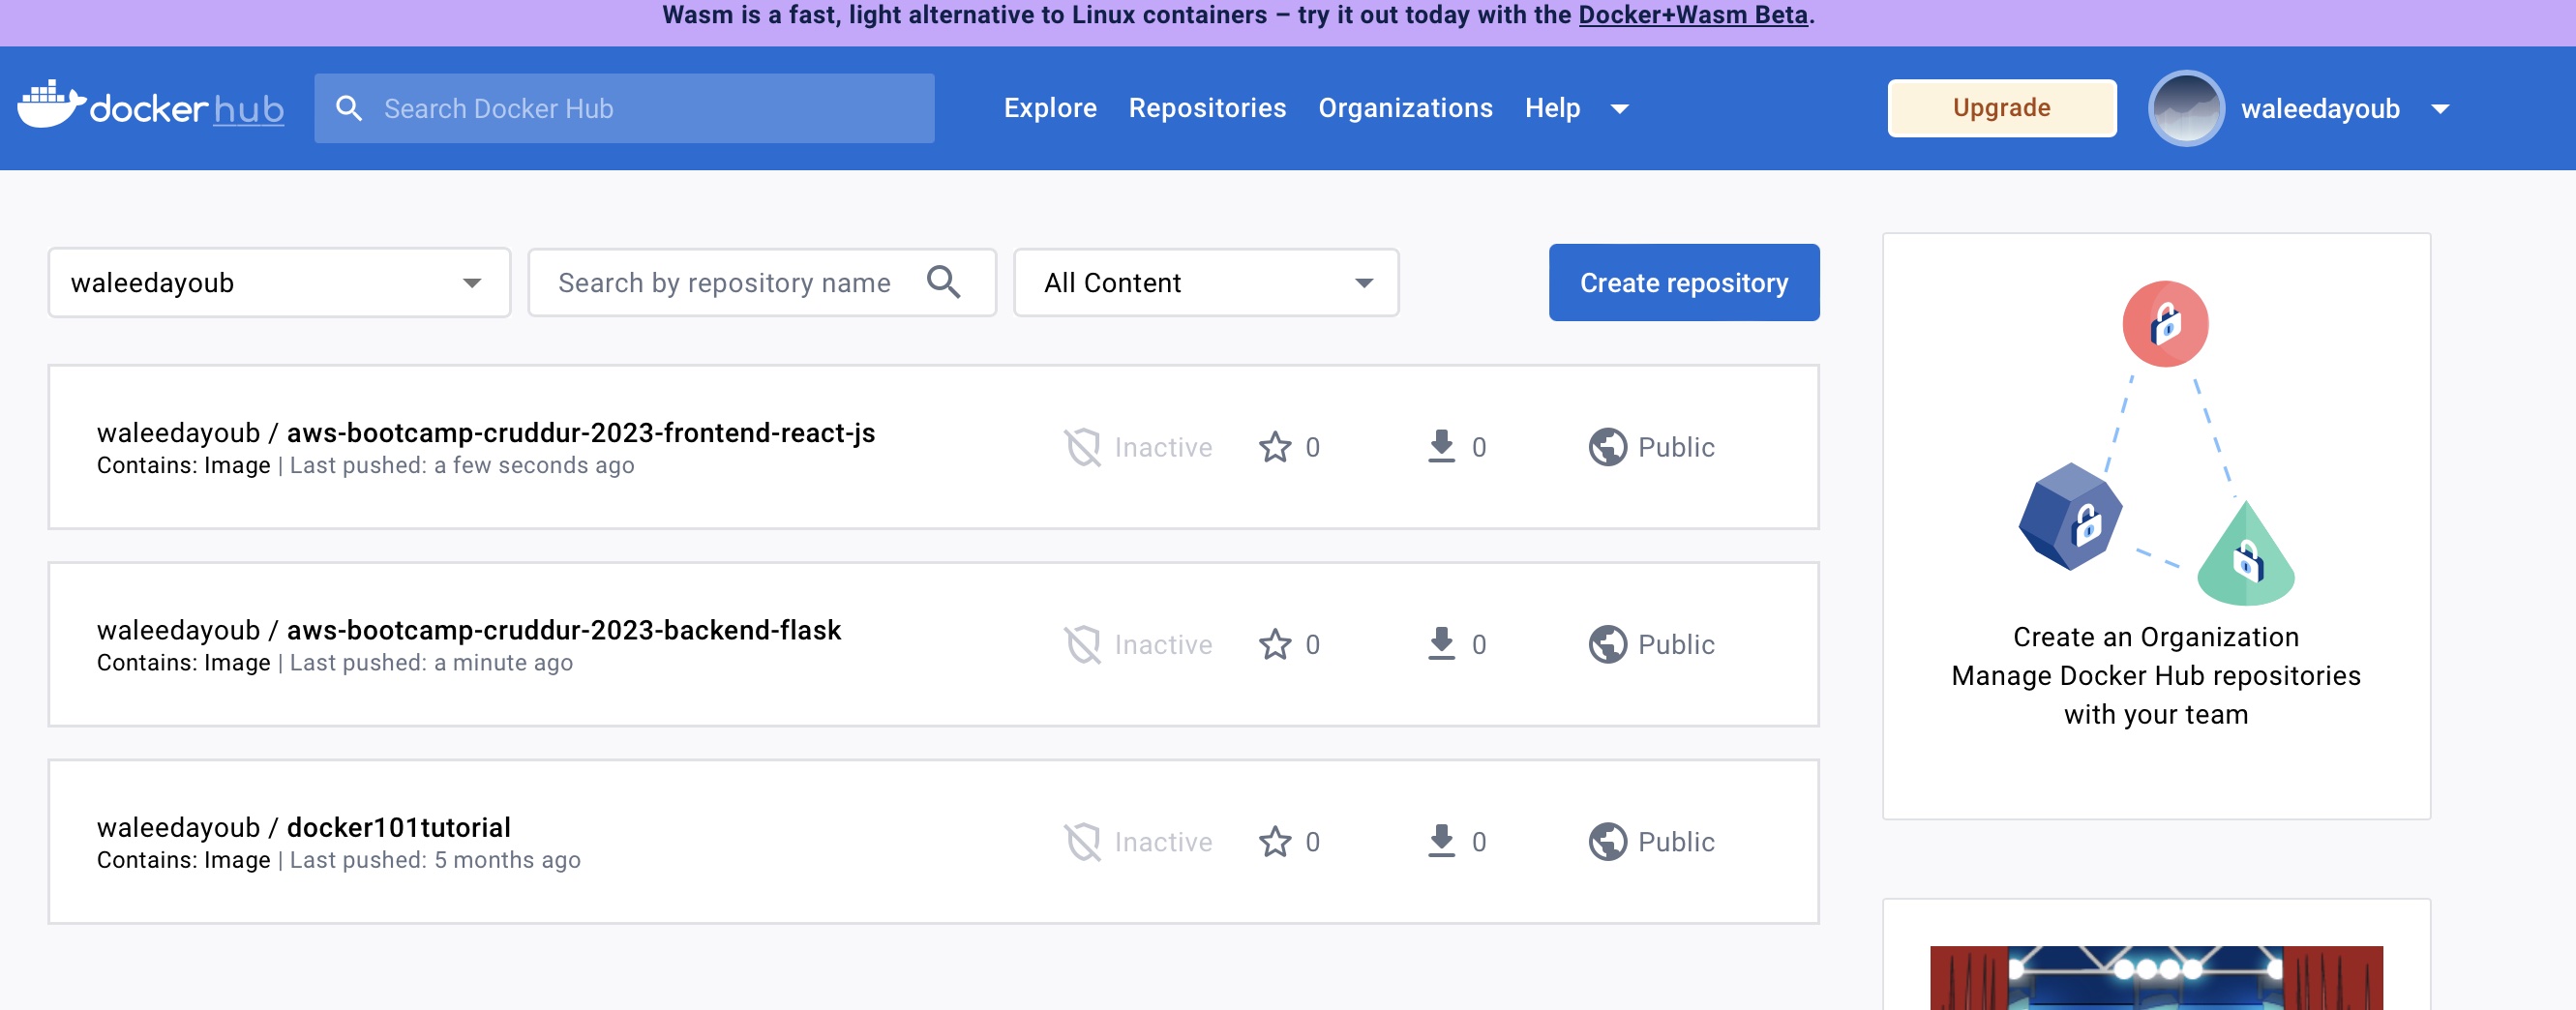 Wasm is a fast, light alternative to Linux containers – try it out today with the Docker+Wasm Beta.
dockerhub
Search Docker Hub
Explore Repositories Organizations Help
Upgrade
waleedayoub
waleedayoub
Search by repository name
All Content
Create repository
waleedayoub / aws-bootcamp-cruddur-2023-frontend-react-js
Contains: Image | Last pushed: a few seconds ago
Inactive 0 0 Public
waleedayoub / aws-bootcamp-cruddur-2023-backend-flask
Contains: Image | Last pushed: a minute ago
Inactive 0 0 Public
waleedayoub / docker101tutorial
Contains: Image | Last pushed: 5 months ago
Inactive 0 0 Public
Create an Organization
Manage Docker Hub repositories
with your team